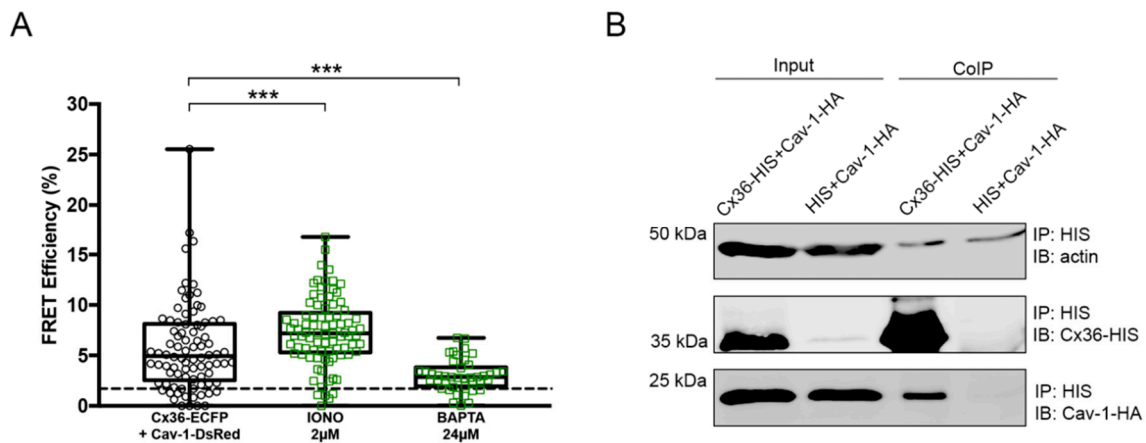 A
***
***
FRET Efficiency (%)
30
25
20
15
10
5
0
Cx36-ECFP
+ Cav-1-DsRed
IONO
2µM
BAPTA
24µM
B
Input
CoIP
Cx36-HIS+Cav-1-HA
HIS+Cav-1-HA
Cx36-HIS+Cav-1-HA
HIS+Cav-1-HA
50 kDa
IP: HIS
IB: actin
35 kDa
IP: HIS
IB: Cx36-HIS
25 kDa
IP: HIS
IB: Cav-1-HA